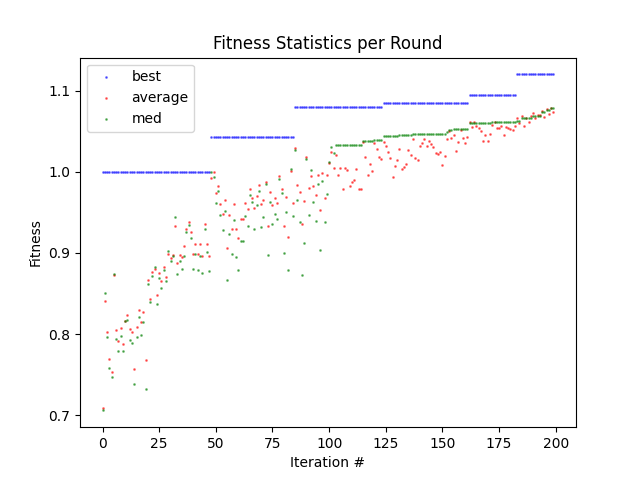 Fitness Statistics per Round
best
average
med
1.1
1.0
0.9
0.8
0.7
Fitness
0 25 50 75 100 125 150 175 200
Iteration #